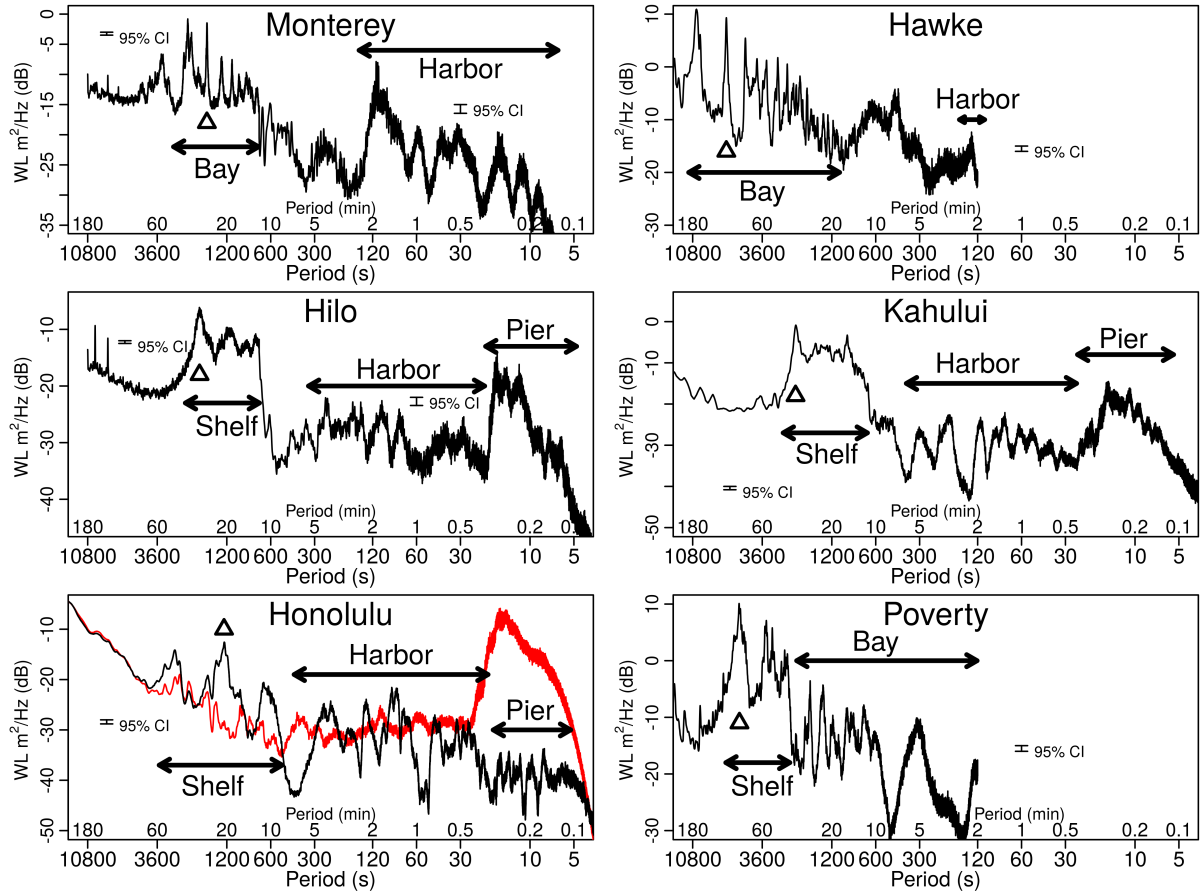 Monterey
WL m²/Hz (dB)
0
-5
-15
-25
-35
95% CI
Harbor
95% CI
Bay
Period (min)
180 60 20 10 5 2 1 0.5 0.2 0.1
10800 3600 1200 600 300 120 60 30 10 5
Period (s)
Hawke
WL m²/Hz (dB)
10
0
-10
-20
-30
Harbor
95% CI
Bay
Period (min)
180 60 20 10 5 2 1 0.5 0.2 0.1
10800 3600 1200 600 300 120 60 30 10 5
Period (s)
Hilo
WL m²/Hz (dB)
-10
-20
-30
-40
95% CI
Pier
Harbor
95% CI
Shelf
Period (min)
180 60 20 10 5 2 1 0.5 0.2 0.1
10800 3600 1200 600 300 120 60 30 10 5
Period (s)
Kahului
WL m²/Hz (dB)
0
-10
-30
-50
Pier
Harbor
Shelf
95% CI
Period (min)
180 60 20 10 5 2 1 0.5 0.2 0.1
10800 3600 1200 600 300 120 60 30 10 5
Period (s)
Honolulu
WL m²/Hz (dB)
-10
-20
-30
-40
-50
Harbor
95% CI
Pier
Shelf
Period (min)
180 60 20 10 5 2 1 0.5 0.2 0.1
10800 3600 1200 600 300 120 60 30 10 5
Period (s)
Poverty
WL m²/Hz (dB)
10
0
-10
-20
-30
Bay
95% CI
Shelf
Period (min)
180 60 20 10 5 2 1 0.5 0.2 0.1
10800 3600 1200 600 300 120 60 30 10 5
Period (s)